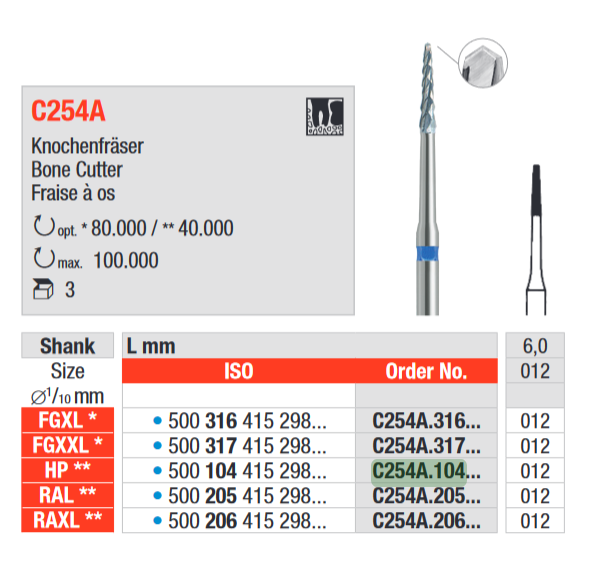 C254A
Knochenfräser
Bone Cutter
Fraise à os
opt. * 80.000 / ** 40.000
max. 100.000
3
Shank L mm 6,0
Size ISO Order No. 012
⌀1/10 mm
FGXL * • 500 316 415 298... C254A.316... 012
FGXXL * • 500 317 415 298... C254A.317... 012
HP ** • 500 104 415 298... C254A.104... 012
RAL ** • 500 205 415 298... C254A.205... 012
RAXL ** • 500 206 415 298... C254A.206... 012